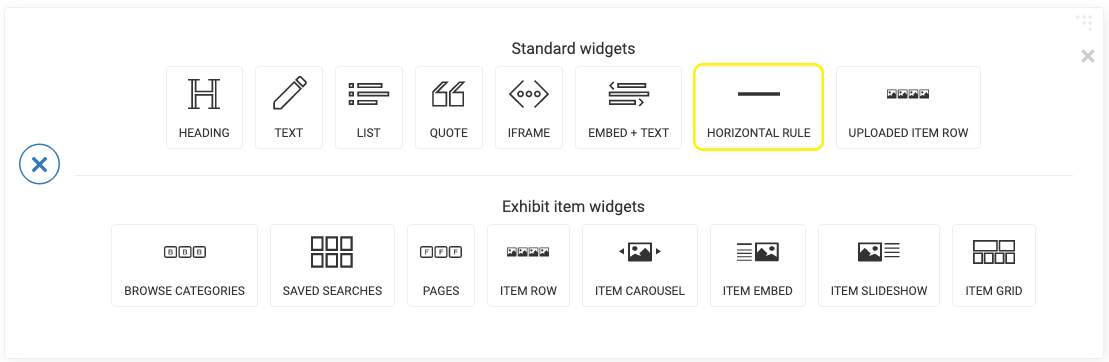 Standard widgets
HEADING
TEXT
LIST
QUOTE
IFRAME
EMBED + TEXT
HORIZONTAL RULE
UPLOADED ITEM ROW
Exhibit item widgets
B B B
BROWSE CATEGORIES
SAVED SEARCHES
F F F
PAGES
ITEM ROW
ITEM CAROUSEL
ITEM EMBED
ITEM SLIDESHOW
ITEM GRID